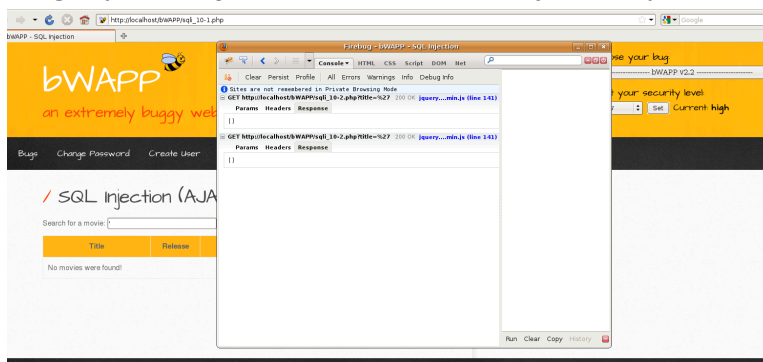 http://localhost/bWAPP/sqli_10-1.php
Google
bWAPP - SQL Injection
Firebug - bWAPP - SQL Injection
Console HTML CSS Script DOM Net
Clear Persist Profile All Errors Warnings Info Debug Info
Sites are not remembered in Private Browsing Mode
GET http://localhost/bWAPP/sqli_10-2.php?title=%27 200 OK jquery....min.js (line 141)
Params Headers Response
[]
GET http://localhost/bWAPP/sqli_10-2.php?title=%27 200 OK jquery....min.js (line 141)
Params Headers Response
[]
Run Clear Copy History
bWAPP
an extremely buggy web
your bug:
bWAPP v2.2
your security level:
Set Current: high
Bugs Change Password Create User
/ SQL Injection (AJA
Search for a movie: '
Title Release
No movies were found!